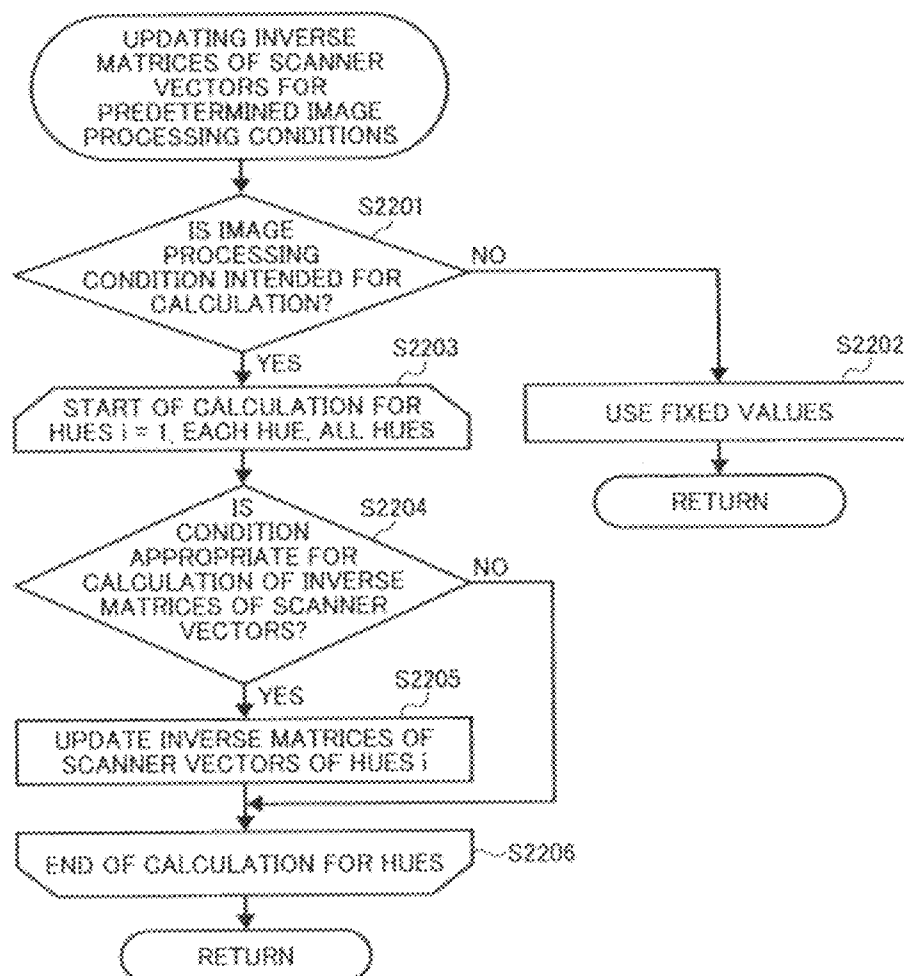 UPDATING INVERSE
MATRICES OF SCANNER
VECTORS FOR
PREDETERMINED IMAGE
PROCESSING CONDITIONS
S2201
IS IMAGE
PROCESSING
CONDITION INTENDED FOR
CALCULATION?
NO
YES
S2202
USE FIXED VALUES
RETURN
S2203
START OF CALCULATION FOR
HUES i = 1, EACH HUE, ALL HUES
S2204
IS
CONDITION
APPROPRIATE FOR
CALCULATION OF INVERSE
MATRICES OF SCANNER
VECTORS?
NO
YES
S2205
UPDATE INVERSE MATRICES OF
SCANNER VECTORS OF HUES i
END OF CALCULATION FOR HUES
S2206
RETURN